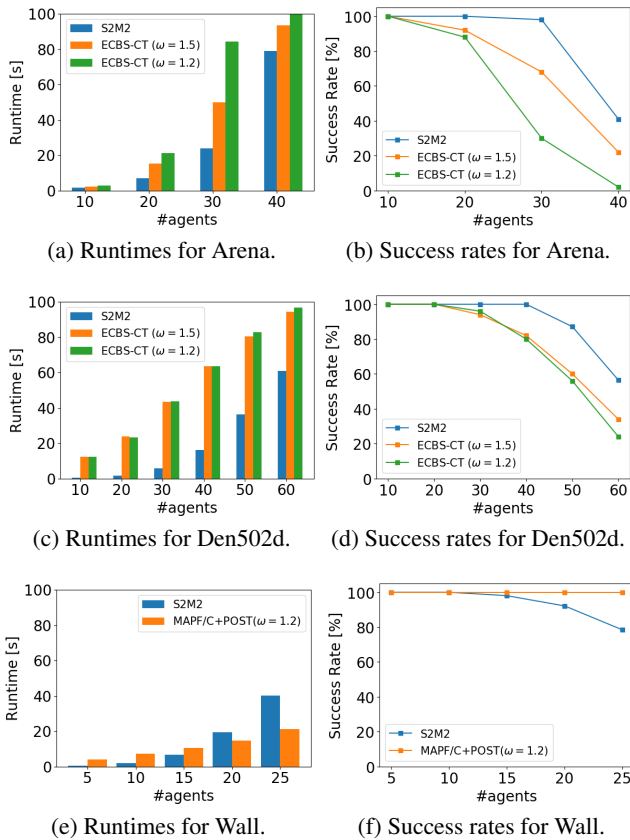 100
80
60
40
20
0
Runtime [s]
S2M2
ECBS-CT (ω = 1.5)
ECBS-CT (ω = 1.2)
10 20 30 40
#agents
(a) Runtimes for Arena.
100
80
60
40
20
0
Success Rate [%]
S2M2
ECBS-CT (ω = 1.5)
ECBS-CT (ω = 1.2)
10 20 30 40
#agents
(b) Success rates for Arena.
100
80
60
40
20
0
Runtime [s]
S2M2
ECBS-CT (ω = 1.5)
ECBS-CT (ω = 1.2)
10 20 30 40 50 60
#agents
(c) Runtimes for Den502d.
100
80
60
40
20
0
Success Rate [%]
S2M2
ECBS-CT (ω = 1.5)
ECBS-CT (ω = 1.2)
10 20 30 40 50 60
#agents
(d) Success rates for Den502d.
100
80
60
40
20
0
Runtime [s]
S2M2
MAPF/C+POST(ω = 1.2)
5 10 15 20 25
#agents
(e) Runtimes for Wall.
100
80
60
40
20
0
Success Rate [%]
S2M2
MAPF/C+POST(ω = 1.2)
5 10 15 20 25
#agents
(f) Success rates for Wall.